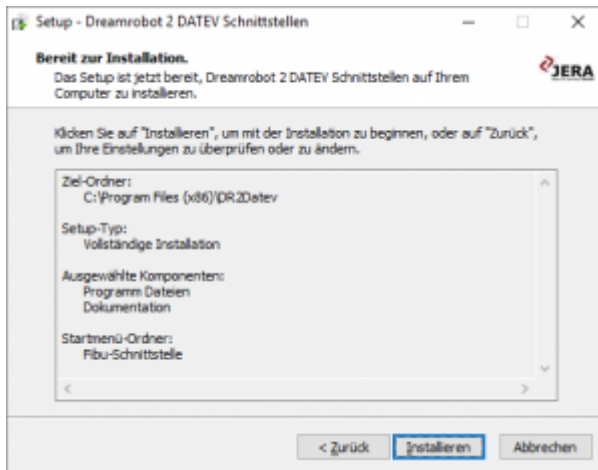 Setup - Dreamrobot 2 DATEV Schnittstellen
Bereit zur Installation.
Das Setup ist jetzt bereit, Dreamrobot 2 DATEV Schnittstellen auf Ihrem
Computer zu installieren.
JERA
Klicken Sie auf "Installieren", um mit der Installation zu beginnen, oder auf "Zurück",
um Ihre Einstellungen zu überprüfen oder zu ändern.
Ziel-Ordner:
C:\Program Files (x86)\DR2Datev
Setup-Typ:
Vollständige Installation
Ausgewählte Komponenten:
Programm Dateien
Dokumentation
Startmenü-Ordner:
Fibu-Schnittstelle
< Zurück Installieren Abbrechen